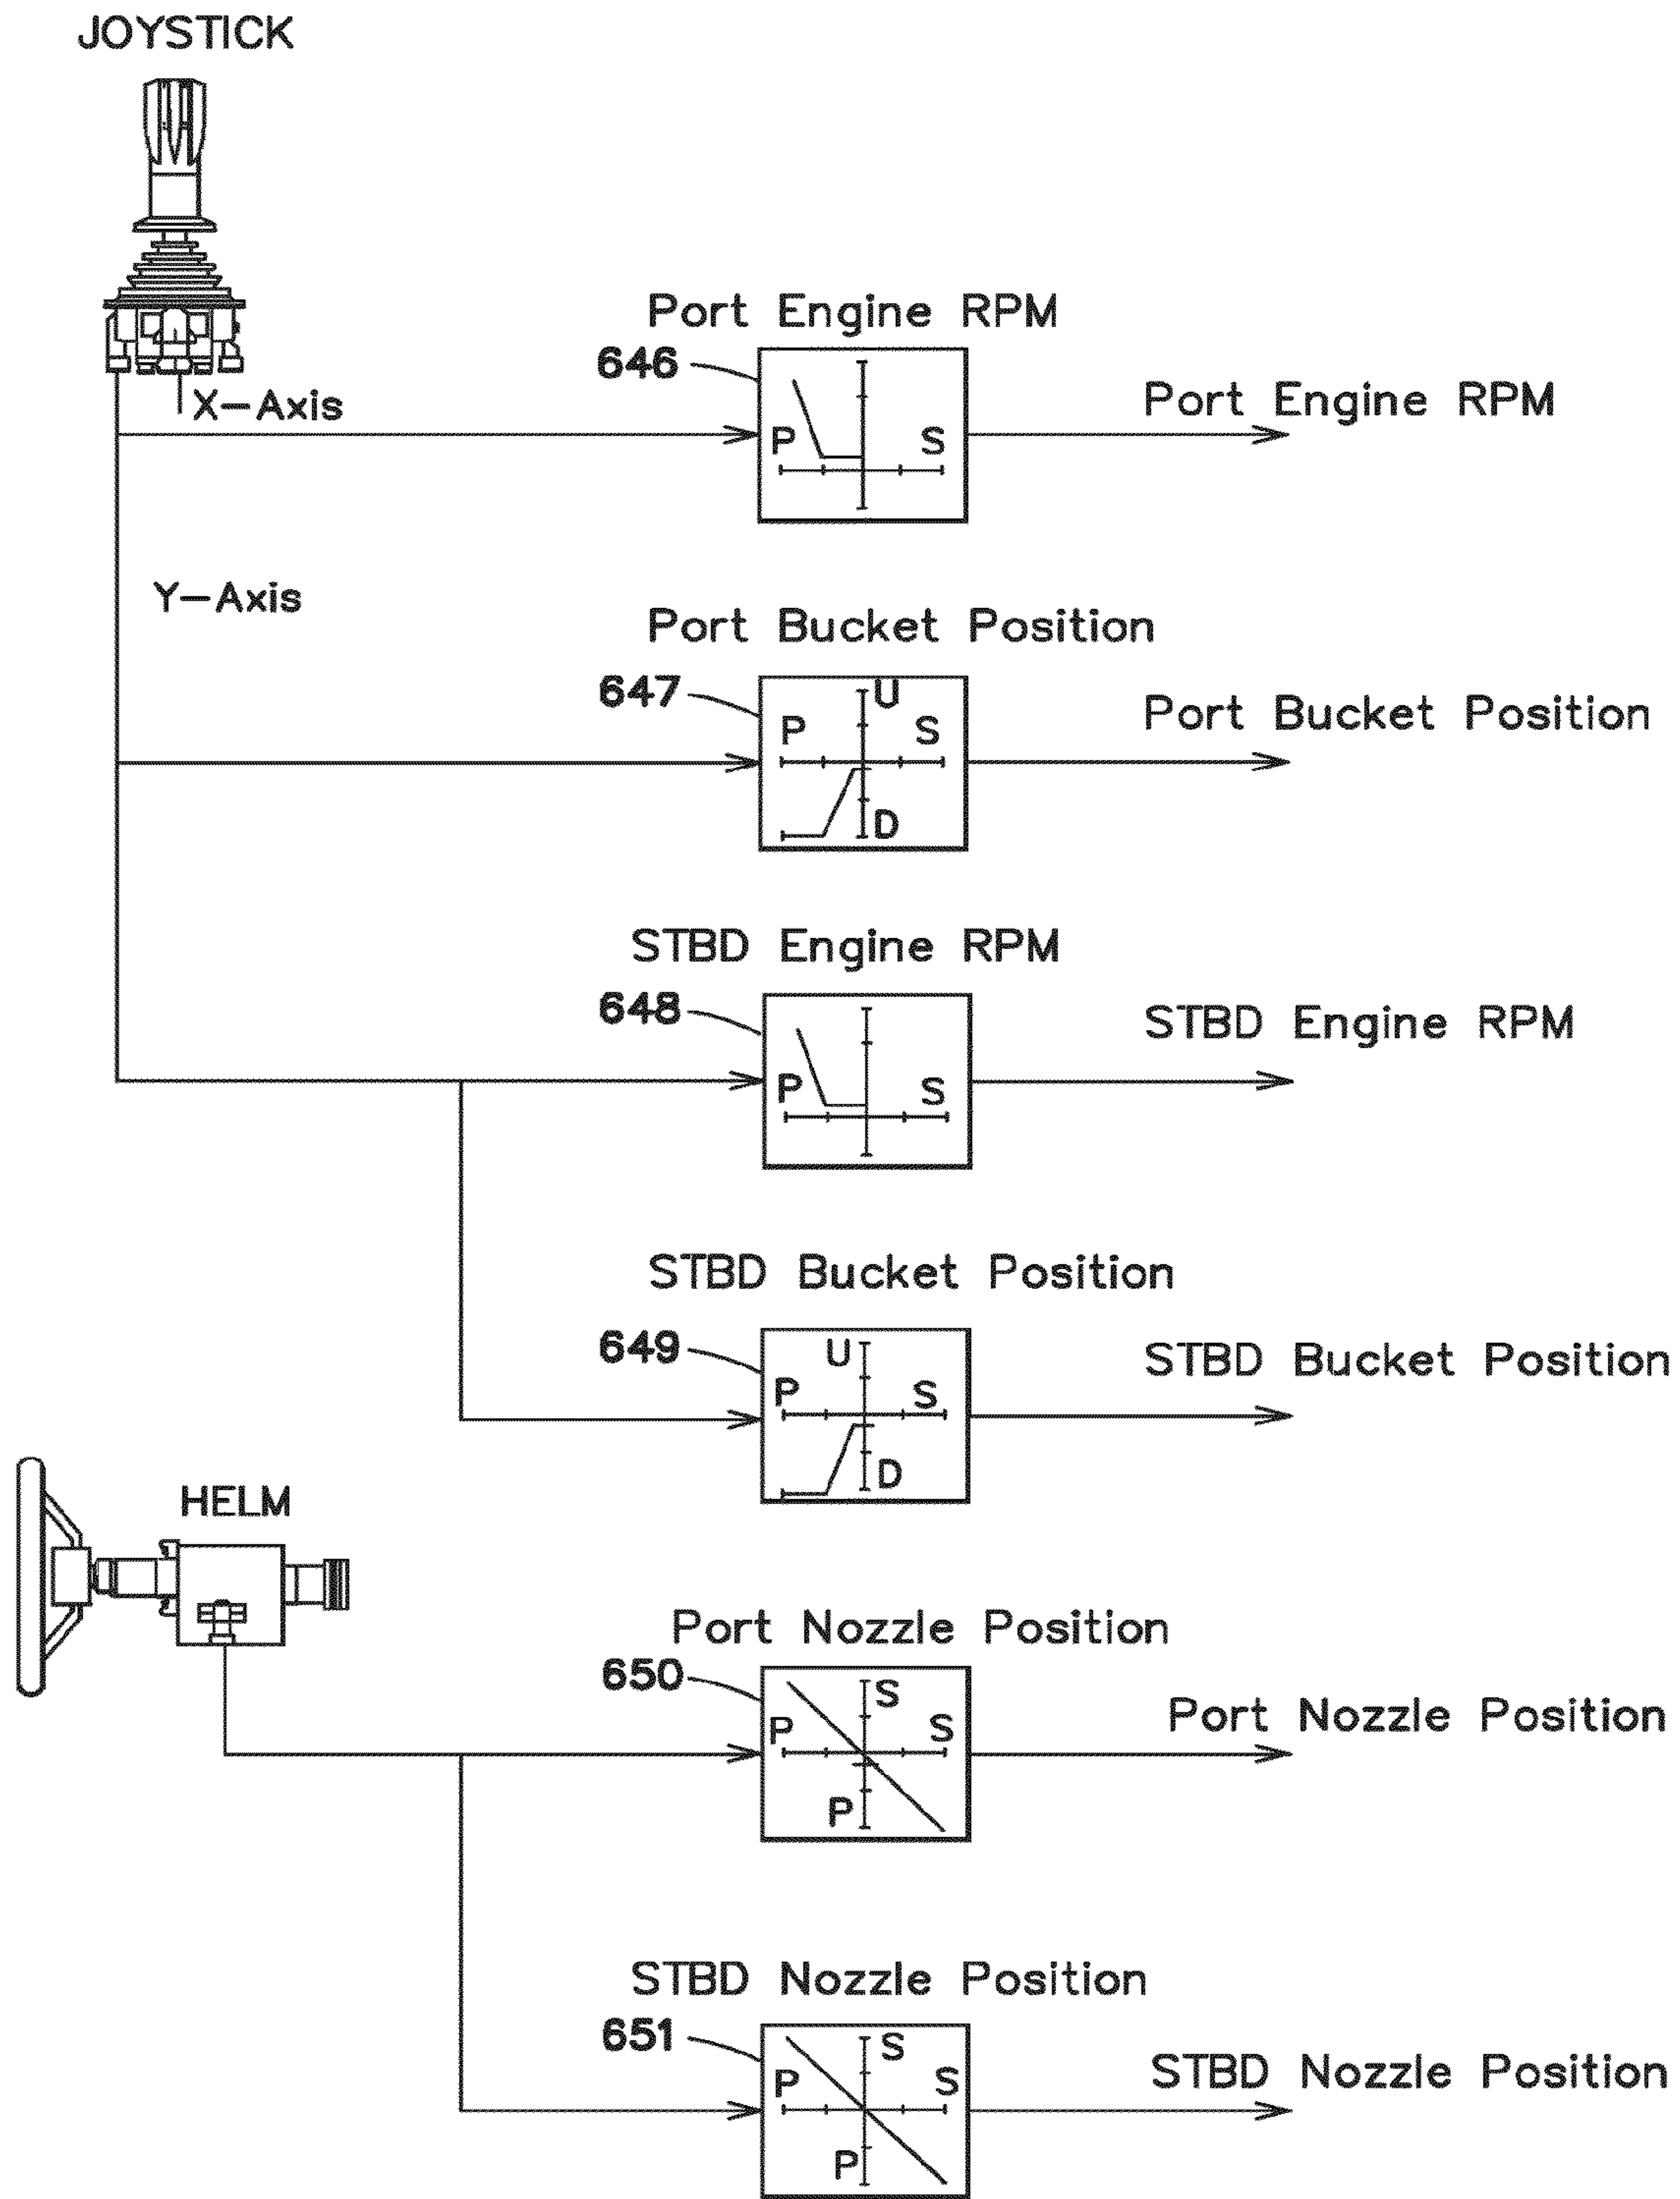 JOYSTICK
X-Axis
Port Engine RPM
646
P S
Port Engine RPM
Y-Axis
Port Bucket Position
647
U
P S
D
Port Bucket Position
STBD Engine RPM
648
P S
STBD Engine RPM
STBD Bucket Position
649
U
P S
D
STBD Bucket Position
HELM
Port Nozzle Position
650
S
P S
P
Port Nozzle Position
STBD Nozzle Position
651
S
P S
P
STBD Nozzle Position